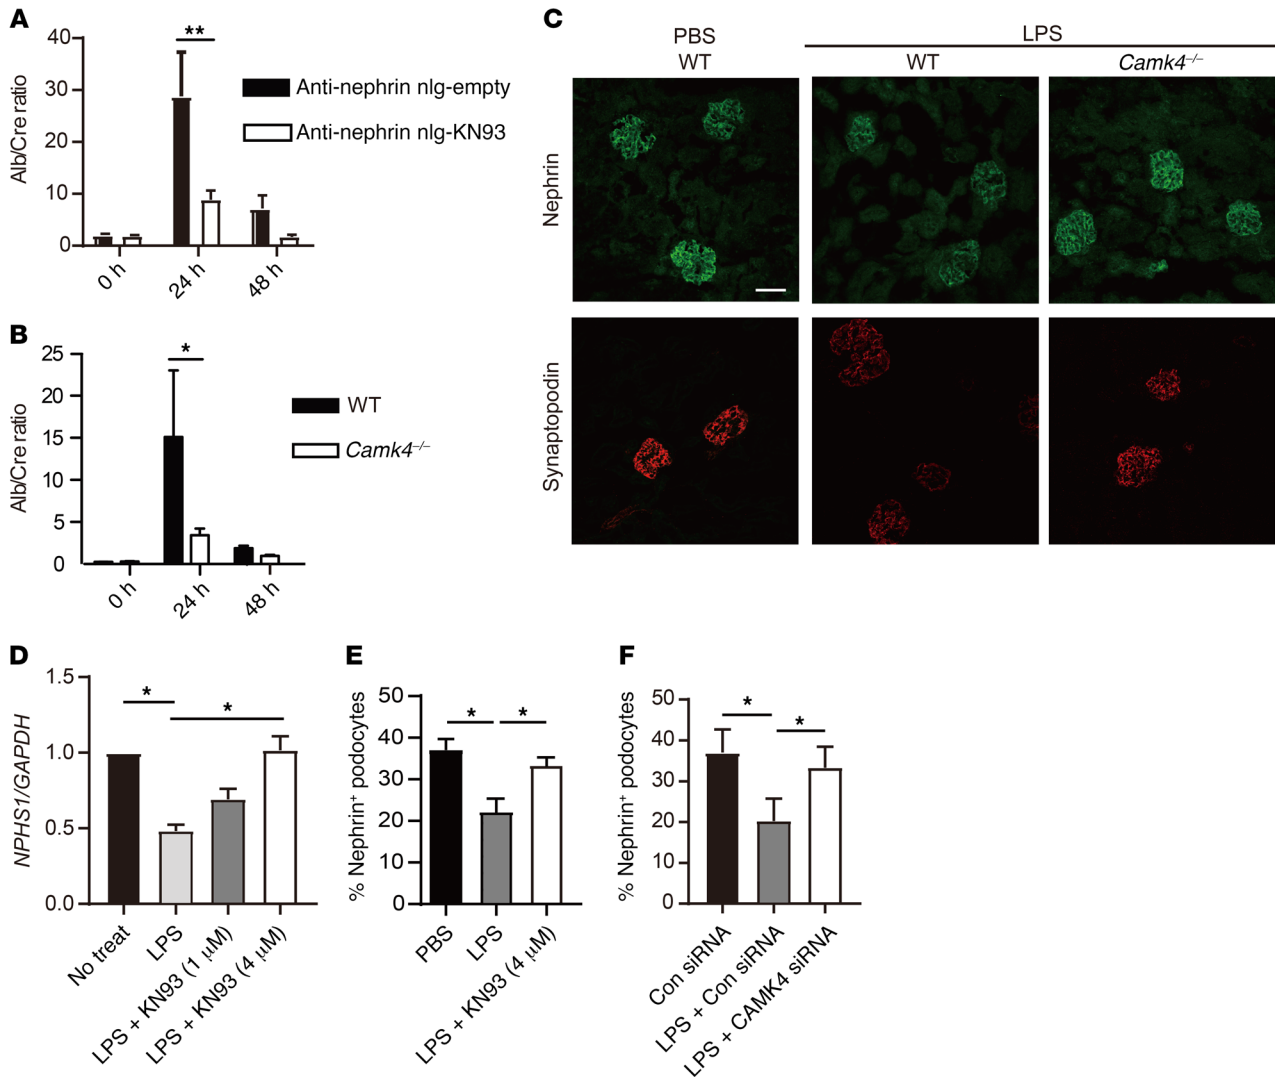 A
Alb/Cre ratio
40
30
20
10
0
**
0 h
24 h
48 h
Anti-nephrin nlg-empty
Anti-nephrin nlg-KN93
B
Alb/Cre ratio
25
20
15
10
5
0
*
0 h
24 h
48 h
WT
Camk4–/–
C
PBS
LPS
WT
WT
Camk4–/–
Nephrin
Synaptopodin
D
NPHS1/GAPDH
1.5
1.0
0.5
0.0
*
*
No treat
LPS
LPS + KN93 (1 μM)
LPS + KN93 (4 μM)
E
% Nephrin+ podocytes
50
40
30
20
10
0
*
*
PBS
LPS
LPS + KN93 (4 μM)
F
% Nephrin+ podocytes
50
40
30
20
10
0
*
*
Con siRNA
LPS + Con siRNA
LPS + CAMK4 siRNA